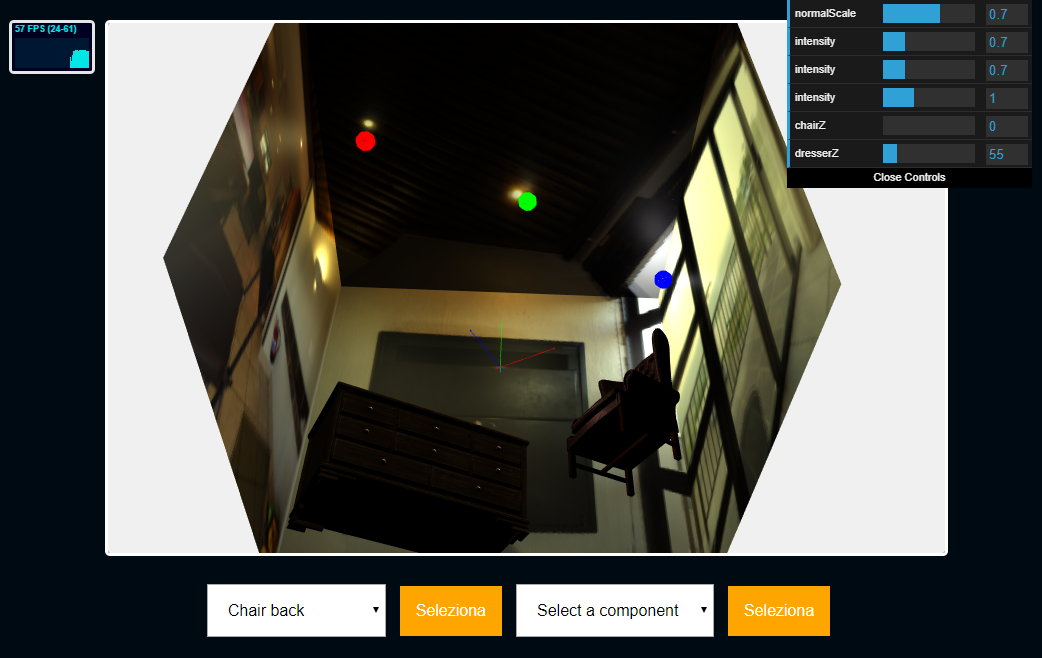 57 FPS (24-61)
normalScale 0.7
intensity 0.7
intensity 0.7
intensity 1
chairZ 0
dresserZ 55
Close Controls
Chair back Seleziona Select a component Seleziona